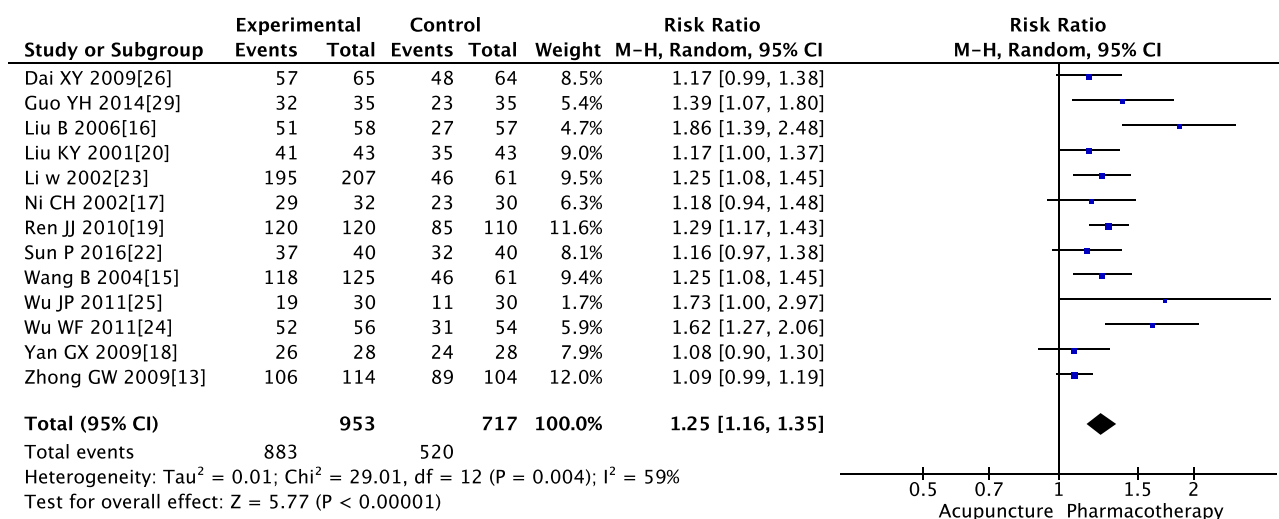 Experimental Control Risk Ratio Risk Ratio
Study or Subgroup Events Total Events Total Weight M-H, Random, 95% CI M-H, Random, 95% CI
Dai XY 2009[26] 57 65 48 64 8.5% 1.17 [0.99, 1.38]
Guo YH 2014[29] 32 35 23 35 5.4% 1.39 [1.07, 1.80]
Liu B 2006[16] 51 58 27 57 4.7% 1.86 [1.39, 2.48]
Liu KY 2001[20] 41 43 35 43 9.0% 1.17 [1.00, 1.37]
Li w 2002[23] 195 207 46 61 9.5% 1.25 [1.08, 1.45]
Ni CH 2002[17] 29 32 23 30 6.3% 1.18 [0.94, 1.48]
Ren JJ 2010[19] 120 120 85 110 11.6% 1.29 [1.17, 1.43]
Sun P 2016[22] 37 40 32 40 8.1% 1.16 [0.97, 1.38]
Wang B 2004[15] 118 125 46 61 9.4% 1.25 [1.08, 1.45]
Wu JP 2011[25] 19 30 11 30 1.7% 1.73 [1.00, 2.97]
Wu WF 2011[24] 52 56 31 54 5.9% 1.62 [1.27, 2.06]
Yan GX 2009[18] 26 28 24 28 7.9% 1.08 [0.90, 1.30]
Zhong GW 2009[13] 106 114 89 104 12.0% 1.09 [0.99, 1.19]
Total (95% CI) 953 717 100.0% 1.25 [1.16, 1.35]
Total events 883 520
Heterogeneity: Tau² = 0.01; Chi² = 29.01, df = 12 (P = 0.004); I² = 59%
Test for overall effect: Z = 5.77 (P < 0.00001)
0.5 0.7 1 1.5 2
Acupuncture Pharmacotherapy